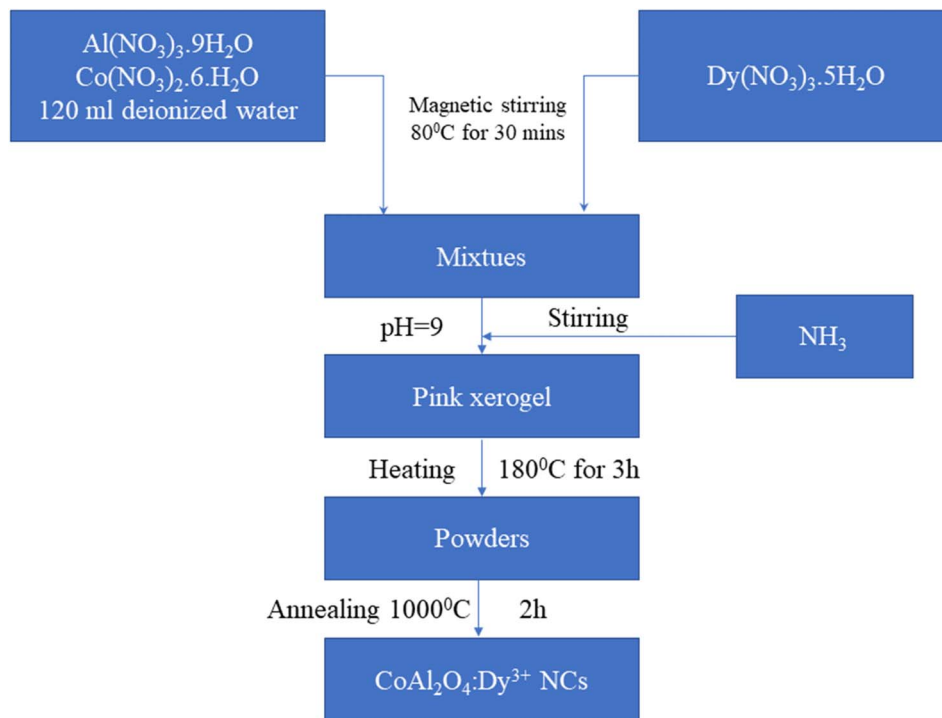 Al(NO₃)₃.9H₂O
Co(NO₃)₂.6.H₂O
120 ml deionized water
Magnetic stirring
80⁰C for 30 mins
Dy(NO₃)₃.5H₂O
Mixtues
pH=9
Stirring
NH₃
Pink xerogel
Heating 180⁰C for 3h
Powders
Annealing 1000⁰C 2h
CoAl₂O₄:Dy³⁺ NCs